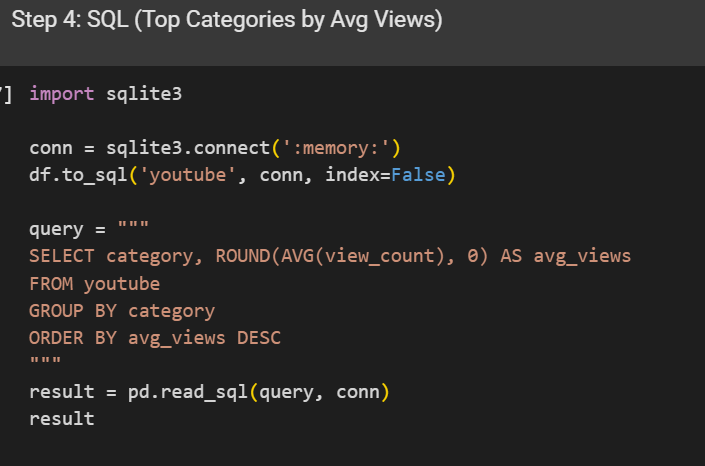 Step 4: SQL (Top Categories by Avg Views)
] import sqlite3
conn = sqlite3.connect(':memory:')
df.to_sql('youtube', conn, index=False)
query = """
SELECT category, ROUND(AVG(view_count), 0) AS avg_views
FROM youtube
GROUP BY category
ORDER BY avg_views DESC
"""
result = pd.read_sql(query, conn)
result